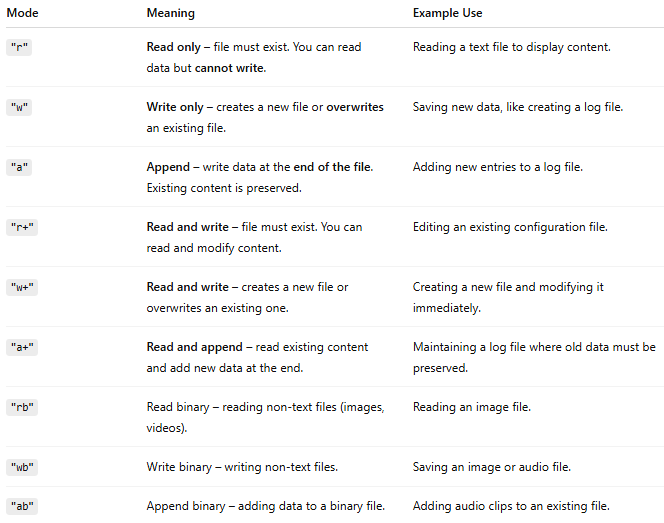 Mode Meaning Example Use
"r" Read only – file must exist. You can read Reading a text file to display content.
data but cannot write.
"w" Write only – creates a new file or overwrites Saving new data, like creating a log file.
an existing file.
"a" Append – write data at the end of the file. Adding new entries to a log file.
Existing content is preserved.
"r+" Read and write – file must exist. You can Editing an existing configuration file.
read and modify content.
"w+" Read and write – creates a new file or Creating a new file and modifying it
overwrites an existing one. immediately.
"a+" Read and append – read existing content Maintaining a log file where old data must be
and add new data at the end. preserved.
"rb" Read binary – reading non-text files (images, Reading an image file.
videos).
"wb" Write binary – writing non-text files. Saving an image or audio file.
"ab" Append binary – adding data to a binary file. Adding audio clips to an existing file.